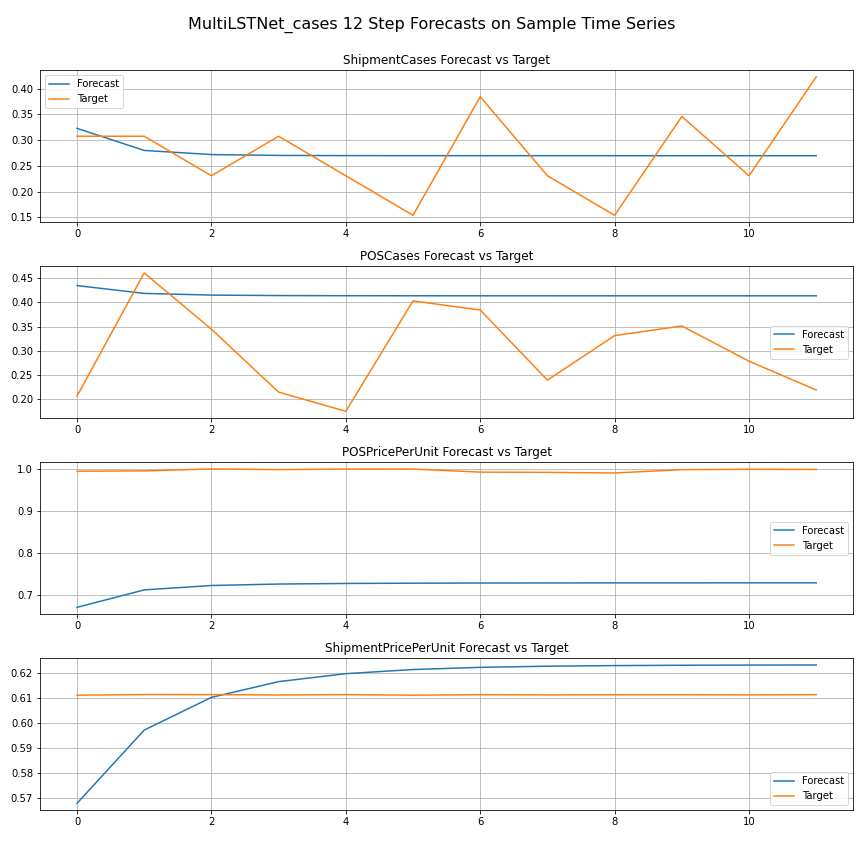 MultiLSTNet_cases 12 Step Forecasts on Sample Time Series
ShipmentCases Forecast vs Target
Forecast
Target
0.40
0.35
0.30
0.25
0.20
0.15
0 2 4 6 8 10
POSCases Forecast vs Target
0.45
0.40
0.35
0.30
0.25
0.20
Forecast
Target
0 2 4 6 8 10
POSPricePerUnit Forecast vs Target
1.0
0.9
0.8
0.7
Forecast
Target
0 2 4 6 8 10
ShipmentPricePerUnit Forecast vs Target
0.62
0.61
0.60
0.59
0.58
0.57
Forecast
Target
0 2 4 6 8 10